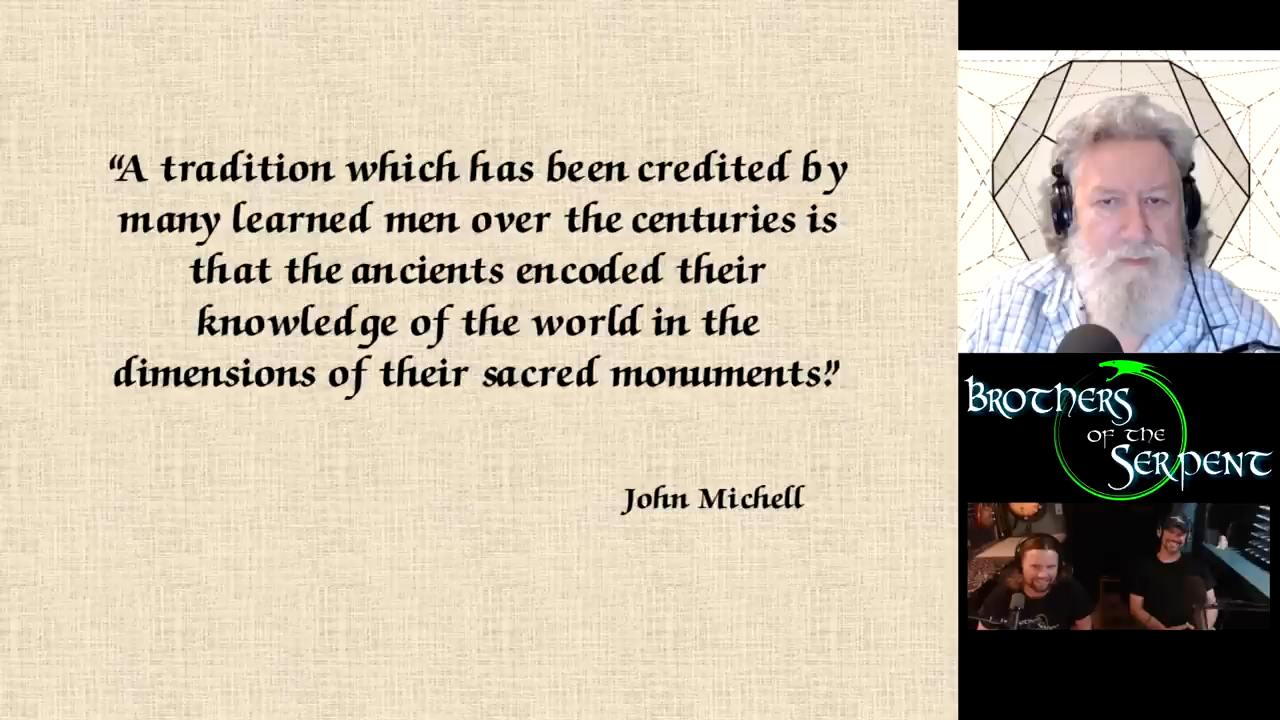 “A tradition which has been credited by
many learned men over the centuries is
that the ancients encoded their
knowledge of the world in the
dimensions of their sacred monuments.”
John Michell
BROTHERS
OF THE
SERPENT